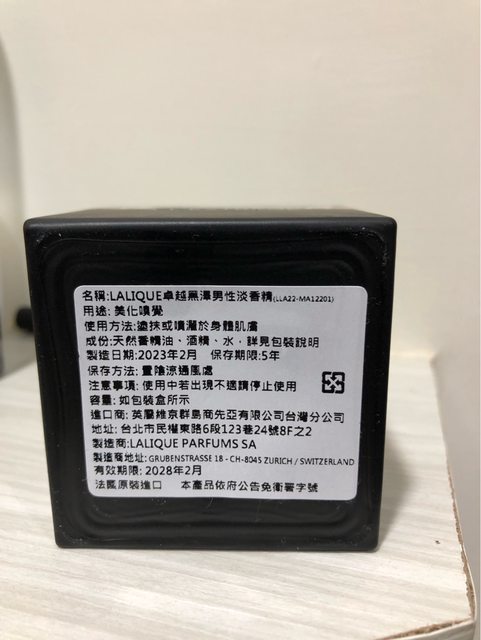 名稱:LALIQUE卓越黑澤男性淡香精(LLA22-MA12201)
用途: 美化嗅覺
使用方法:塗抹或噴灑於身體肌膚
成份:天然香精油、酒精、水，詳見包裝說明
製造日期:2023年2月 保存期限:5年
保存方法: 置陰涼通風處
注意事項: 使用中若出現不適請停止使用
容量: 如包裝盒所示
進口商: 英屬維京群島商先亞有限公司台灣分公司
地址: 台北市民權東路6段123巷24號8F之2
製造商:LALIQUE PARFUMS SA
製造商地址: GRUBENSTRASSE 18 - CH-8045 ZURICH / SWITZERLAND
有效期限: 2028年2月
法國原裝進口 本產品依府公告免衛署字號